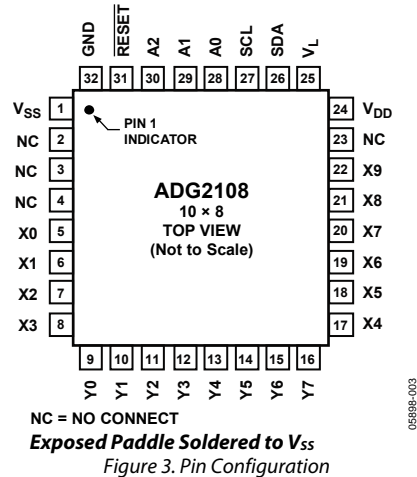 GND
RESET
A2
A1
A0
SCL
SDA
VL
32 31 30 29 28 27 26 25
VSS 1
NC 2
NC 3
NC 4
X0 5
X1 6
X2 7
X3 8
PIN 1
INDICATOR
ADG2108
10 × 8
TOP VIEW
(Not to Scale)
24 VDD
23 NC
22 X9
21 X8
20 X7
19 X6
18 X5
17 X4
9 10 11 12 13 14 15 16
Y0
Y1
Y2
Y3
Y4
Y5
Y6
Y7
NC = NO CONNECT
Exposed Paddle Soldered to VSS
Figure 3. Pin Configuration
05898-003